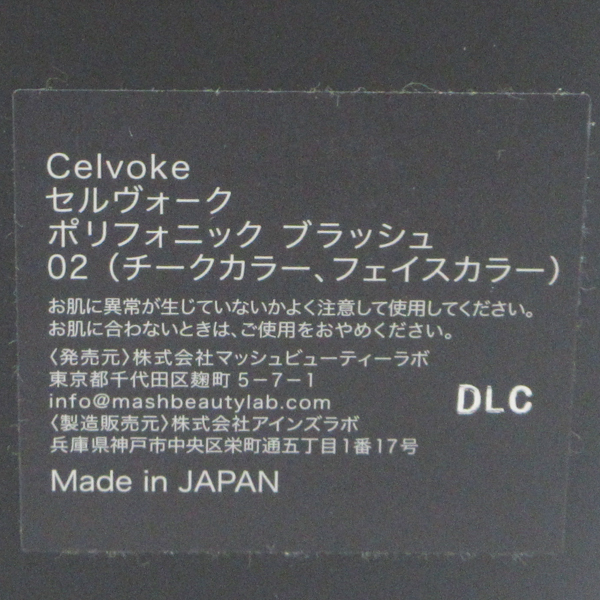 Celvoke
セルヴォーク
ポリフォニック ブラッシュ
02（チークカラー、フェイスカラー）
お肌に異常が生じていないかよく注意して使用してください。
お肌に合わないときは、ご使用をおやめください。
〈発売元〉株式会社マッシュビューティーラボ
東京都千代田区麹町 5－7－1
info@mashbeautylab.com
DLC
〈製造販売元〉株式会社アインズラボ
兵庫県神戸市中央区栄町通五丁目1番17号
Made in JAPAN